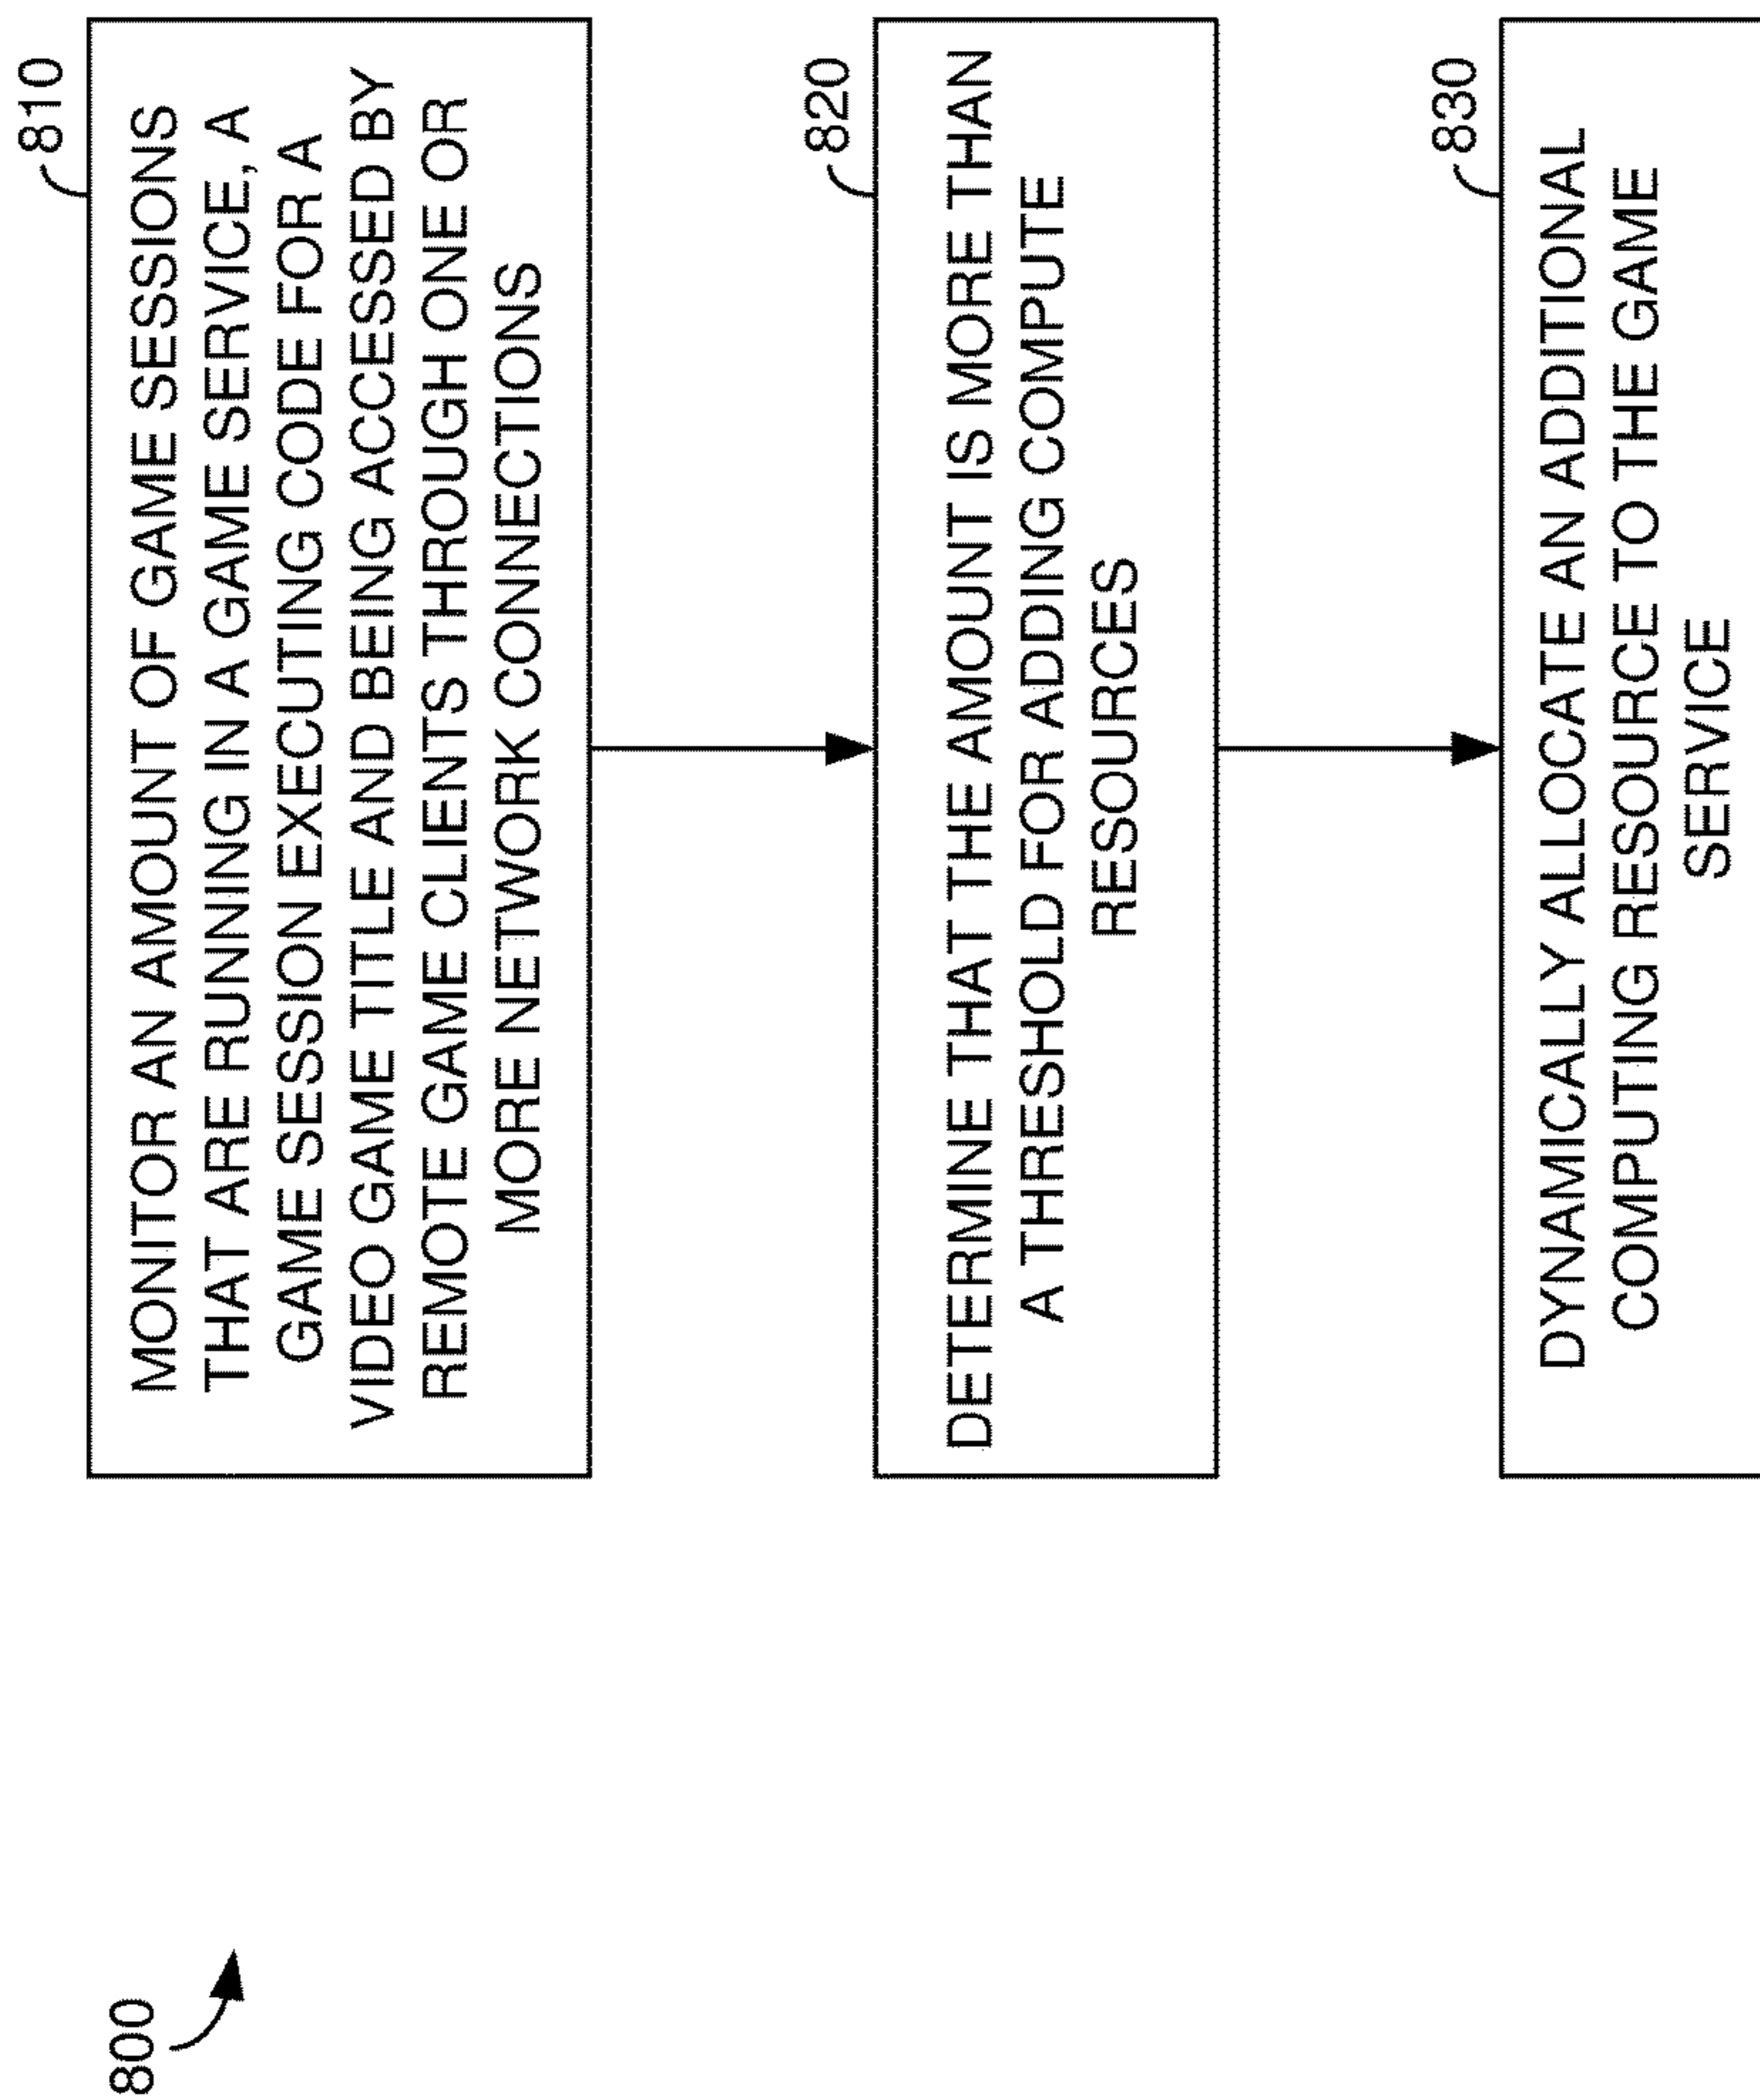 800
810
MONITOR AN AMOUNT OF GAME SESSIONS
THAT ARE RUNNING IN A GAME SERVICE, A
GAME SESSION EXECUTING CODE FOR A
VIDEO GAME TITLE AND BEING ACCESSED BY
REMOTE GAME CLIENTS THROUGH ONE OR
MORE NETWORK CONNECTIONS
820
DETERMINE THAT THE AMOUNT IS MORE THAN
A THRESHOLD FOR ADDING COMPUTE
RESOURCES
830
DYNAMICALLY ALLOCATE AN ADDITIONAL
COMPUTING RESOURCE TO THE GAME
SERVICE